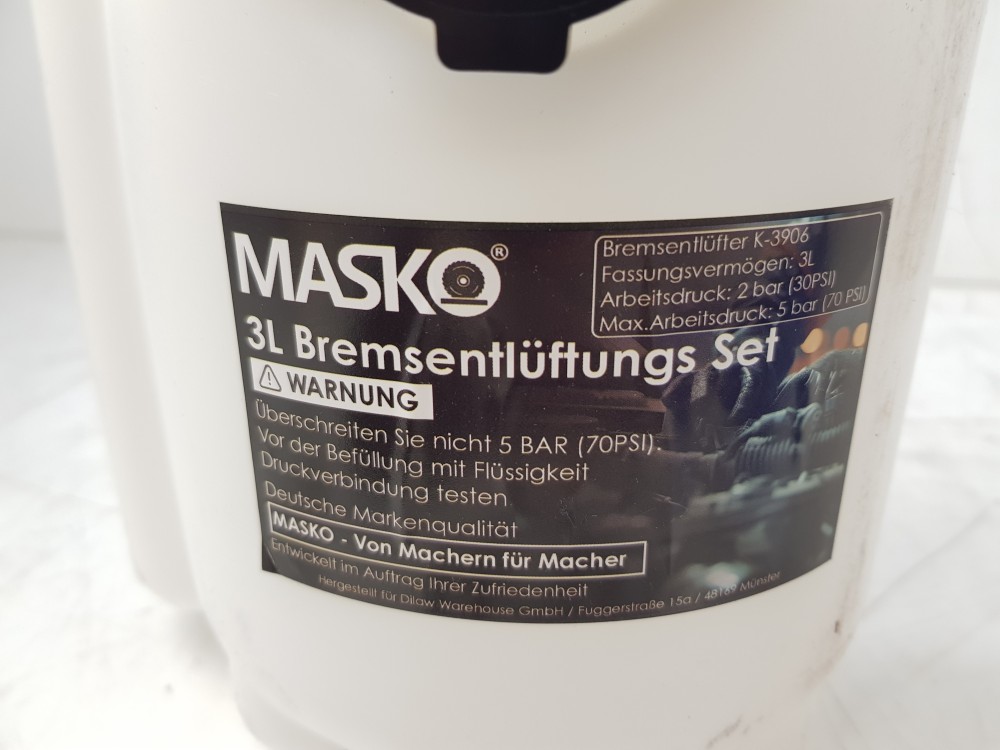 MASKO®
Bremsentlüfter K-3906
Fassungsvermögen: 3L
Arbeitsdruck: 2 bar (30PSI)
Max.Arbeitsdruck: 5 bar (70 PSI)
3L Bremsentlüftungs Set
WARNUNG
Überschreiten Sie nicht 5 BAR (70PSI).
Vor der Befüllung mit Flüssigkeit
Druckverbindung testen
Deutsche Markenqualität
MASKO - Von Machern für Macher
Entwickelt im Auftrag Ihrer Zufriedenheit
Hergestellt für Dilaw Warehouse GmbH / Fuggerstraße 15a / 48169 Münster